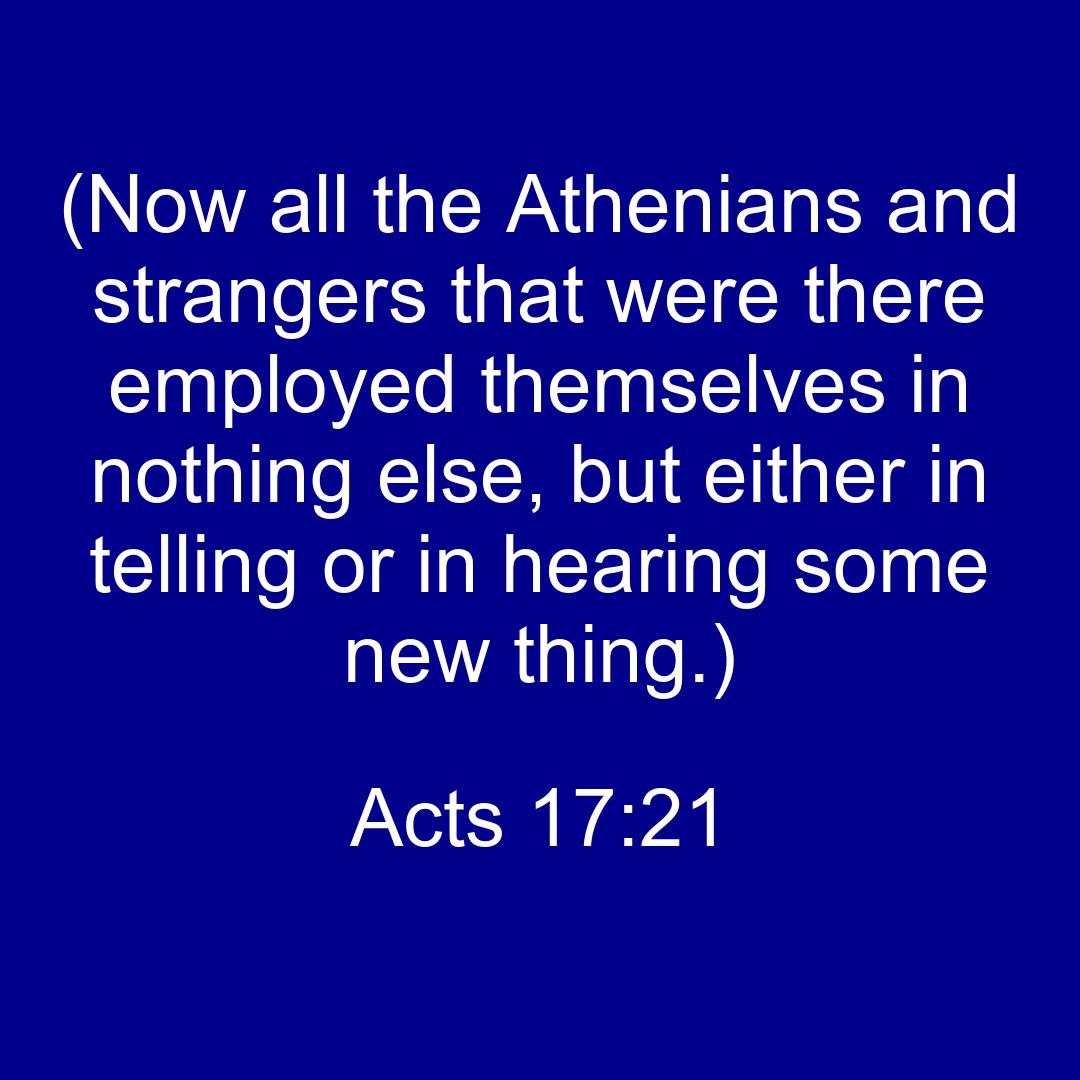 (Now all the Athenians and
strangers that were there
employed themselves in
nothing else, but either in
telling or in hearing some
new thing.)
Acts 17:21